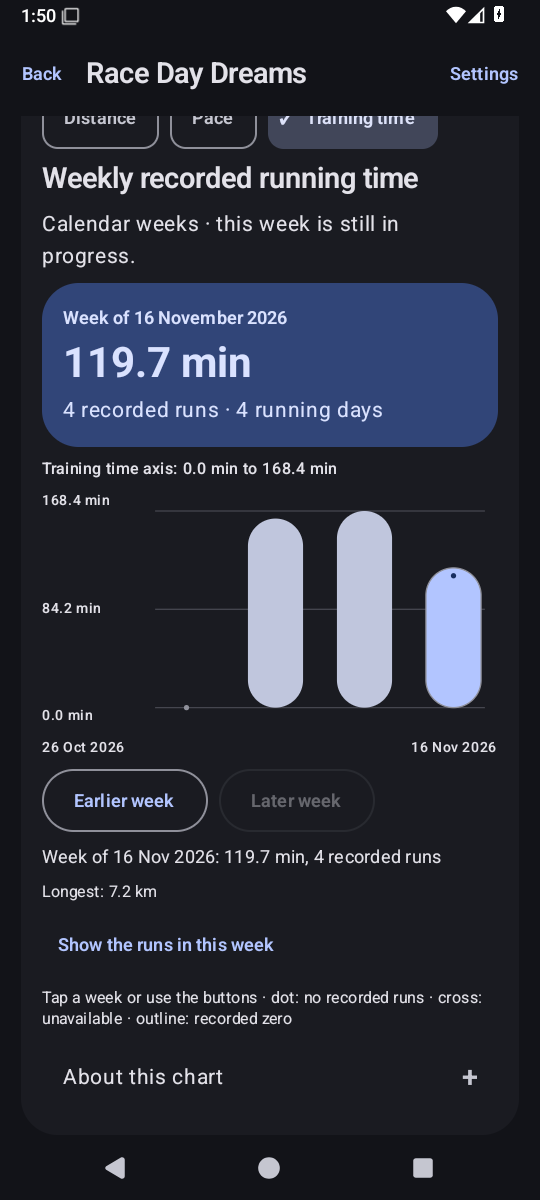 1:50
Back Race Day Dreams Settings
Distance Pace ✓ Training time
Weekly recorded running time
Calendar weeks · this week is still in
progress.
Week of 16 November 2026
119.7 min
4 recorded runs · 4 running days
Training time axis: 0.0 min to 168.4 min
168.4 min
84.2 min
0.0 min
26 Oct 2026 16 Nov 2026
Earlier week Later week
Week of 16 Nov 2026: 119.7 min, 4 recorded runs
Longest: 7.2 km
Show the runs in this week
Tap a week or use the buttons · dot: no recorded runs · cross:
unavailable · outline: recorded zero
About this chart +